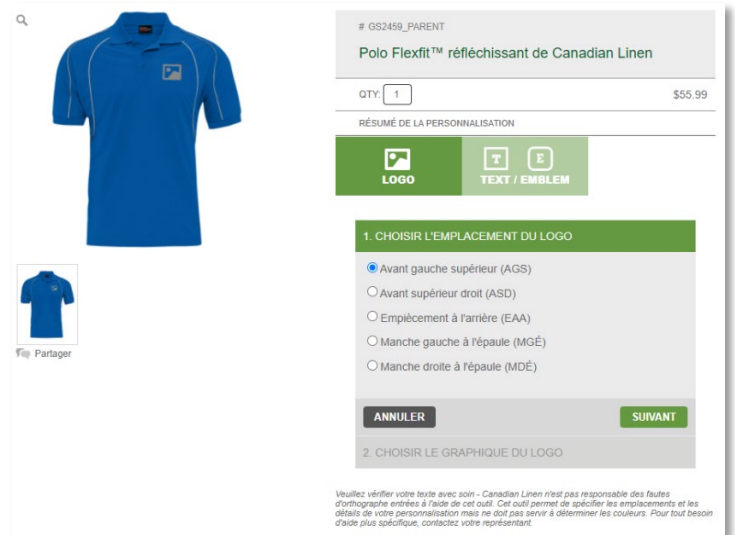 # GS2459_PARENT
Polo Flexfit™ réfléchissant de Canadian Linen
QTY: 1 $55.99
RÉSUMÉ DE LA PERSONNALISATION
LOGO
T E
TEXT / EMBLEM
1. CHOISIR L'EMPLACEMENT DU LOGO
Avant gauche supérieur (AGS)
Avant supérieur droit (ASD)
Empiècement à l'arrière (EAA)
Manche gauche à l'épaule (MGÉ)
Manche droite à l'épaule (MDÉ)
Partager
ANNULER SUIVANT
2. CHOISIR LE GRAPHIQUE DU LOGO
Veuillez vérifier votre texte avec soin - Canadian Linen n'est pas responsable des fautes
d'orthographe entrées à l'aide de cet outil. Cet outil permet de spécifier les emplacements et les
détails de votre personnalisation mais ne doit pas servir à déterminer les couleurs. Pour tout besoin
d'aide plus spécifique, contactez votre représentant.